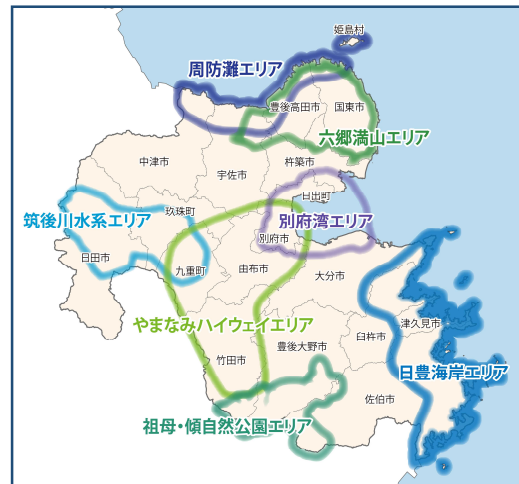 姫島村
周防灘エリア
豊後高田市
国東市
六郷満山エリア
中津市
宇佐市
杵築市
日出町
玖珠町
筑後川水系エリア
別府湾エリア
別府市
日田市
九重町
由布市
大分市
やまなみハイウェイエリア
津久見市
臼杵市
豊後大野市
竹田市
日豊海岸エリア
佐伯市
祖母・傾自然公園エリア